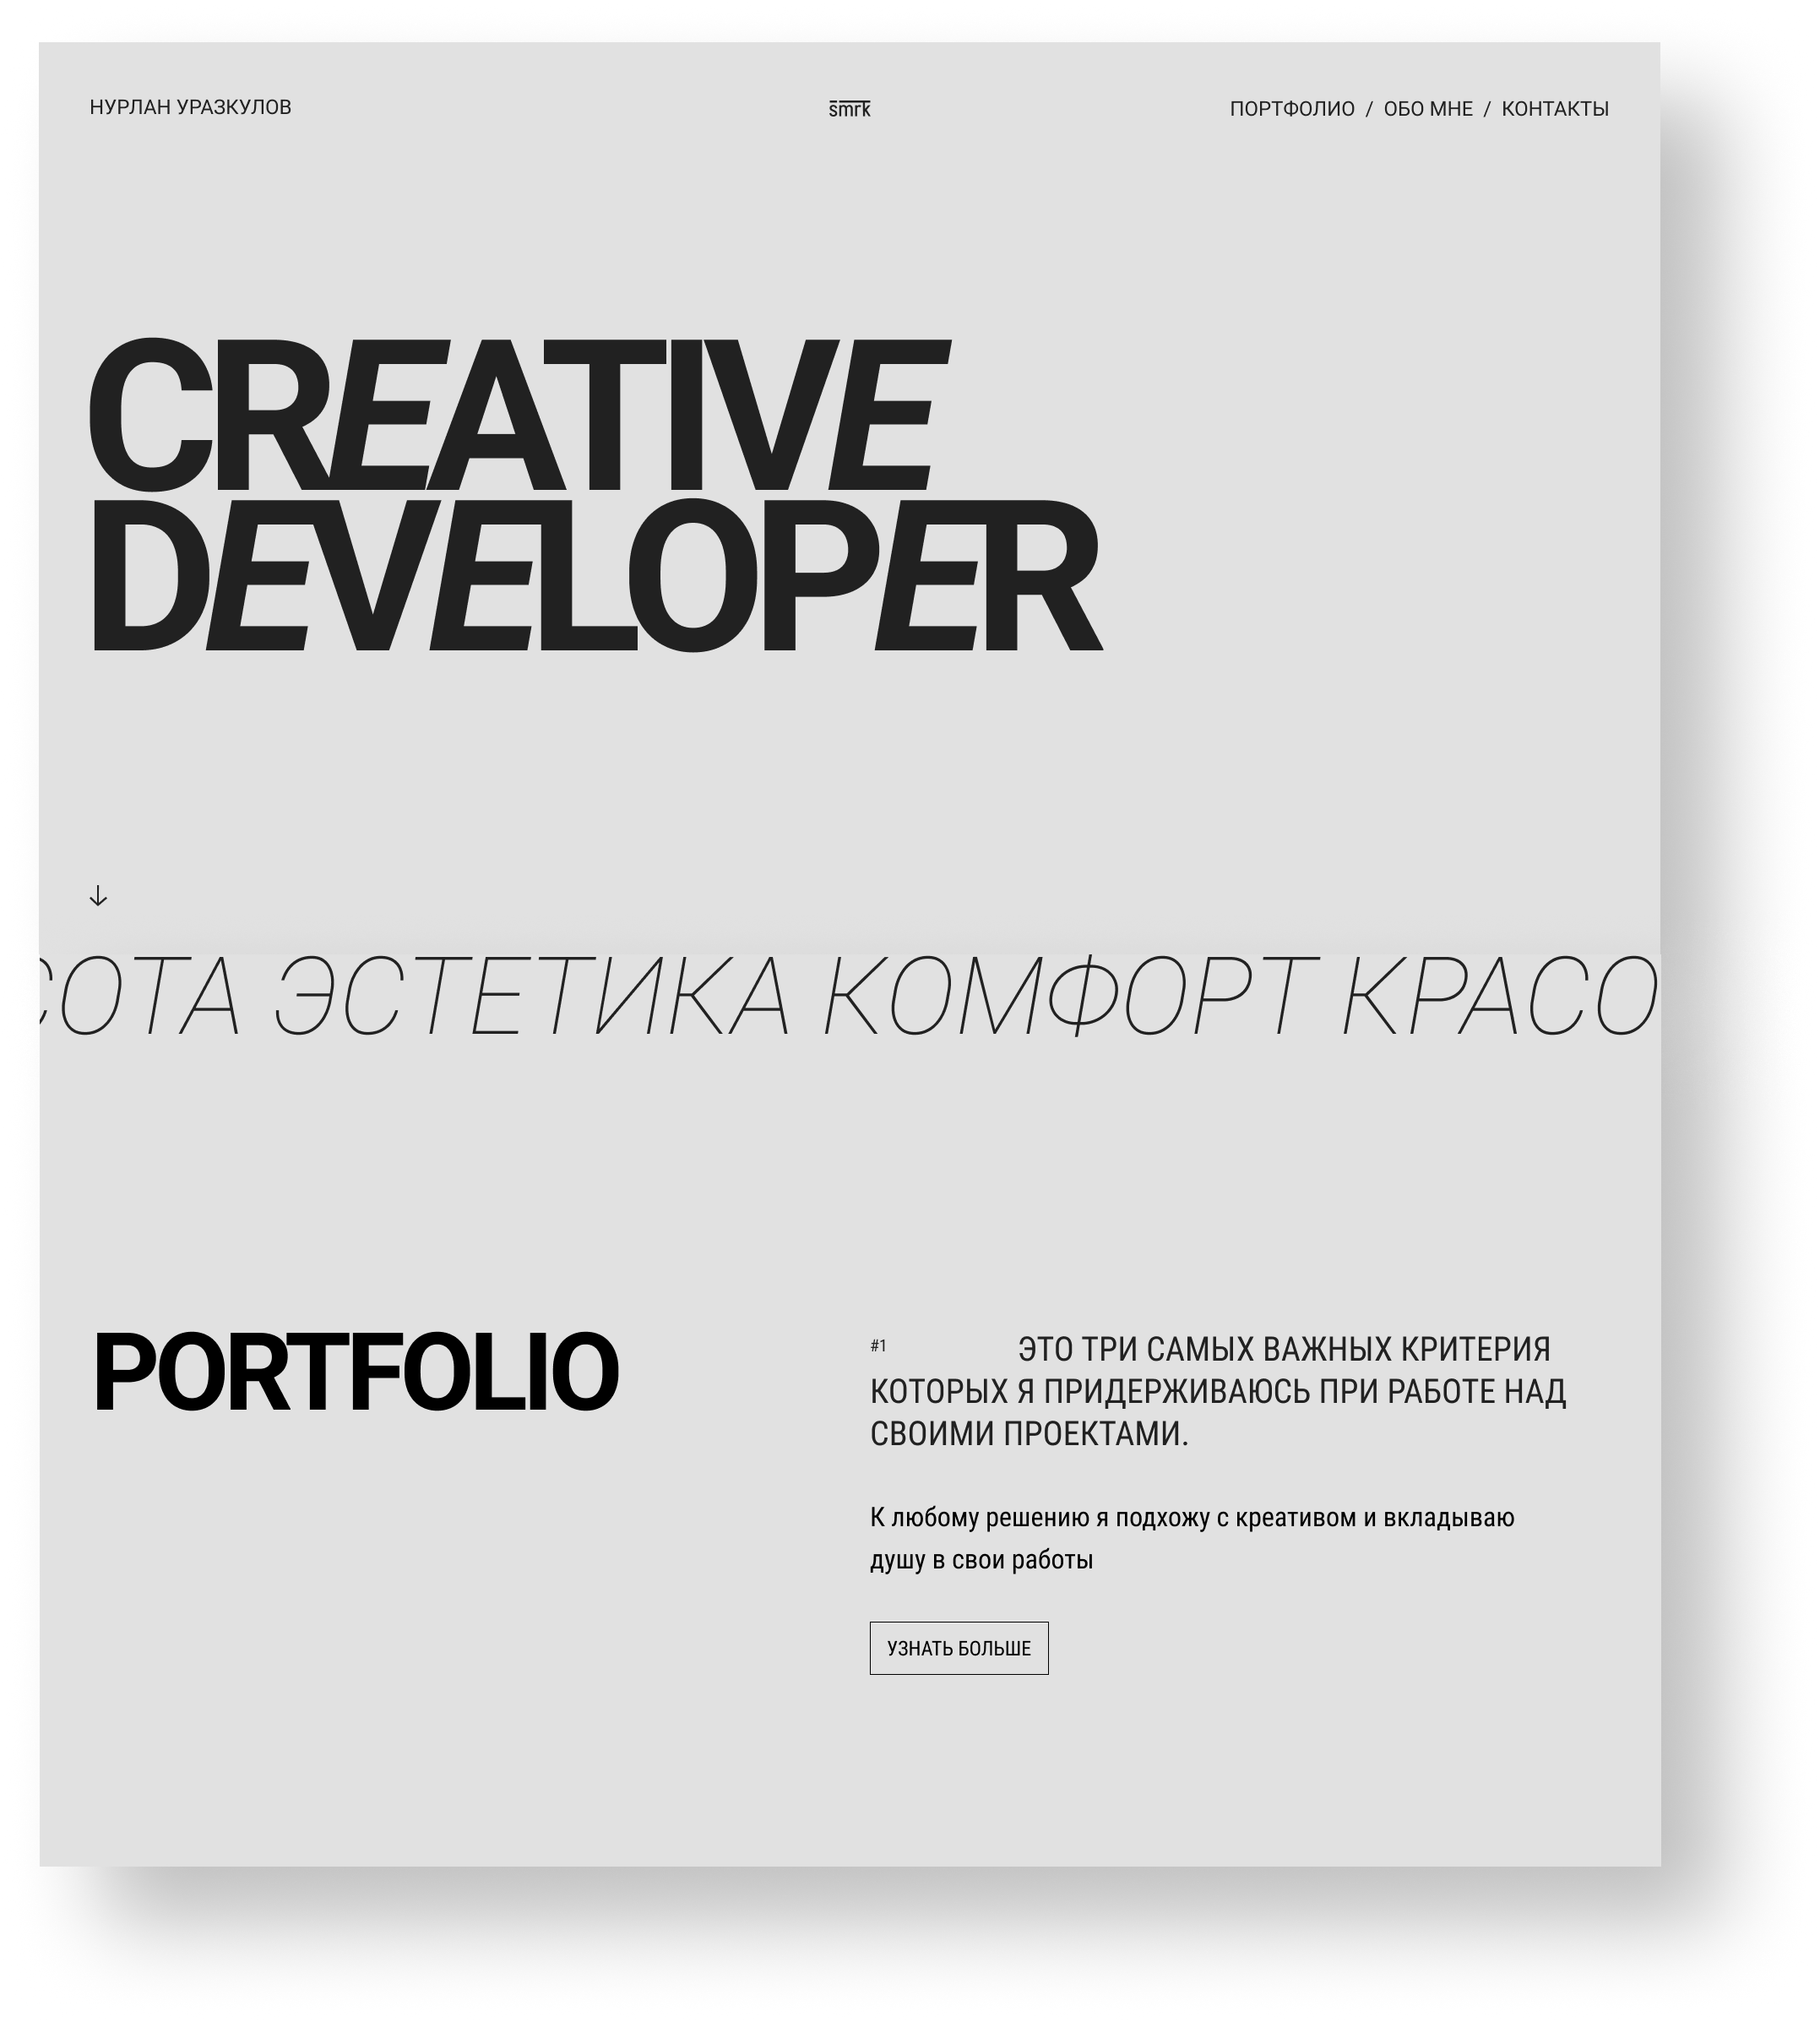 НУРЛАН УРАЗКУЛОВ
smrk
ПОРТФОЛИО / ОБО МНЕ / КОНТАКТЫ
CREATIVE
DEVELOPER
СОТА ЭСТЕТИКА КОМФОРТ КРАСО
PORTFOLIO
#1 ЭТО ТРИ САМЫХ ВАЖНЫХ КРИТЕРИЯ
КОТОРЫХ Я ПРИДЕРЖИВАЮСЬ ПРИ РАБОТЕ НАД
СВОИМИ ПРОЕКТАМИ.
К любому решению я подхожу с креативом и вкладываю
душу в свои работы
УЗНАТЬ БОЛЬШЕ